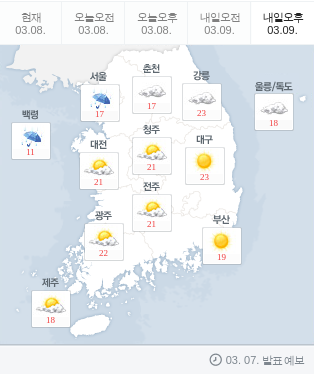 현재 오늘오전 오늘오후 내일오전 내일오후
03.08. 03.08. 03.08. 03.09. 03.09.
춘천
17
서울
17
강릉
23
울릉/독도
18
백령
11
청주
21
대전
21
대구
23
전주
21
광주
22
부산
19
제주
18
03. 07. 발표 예보